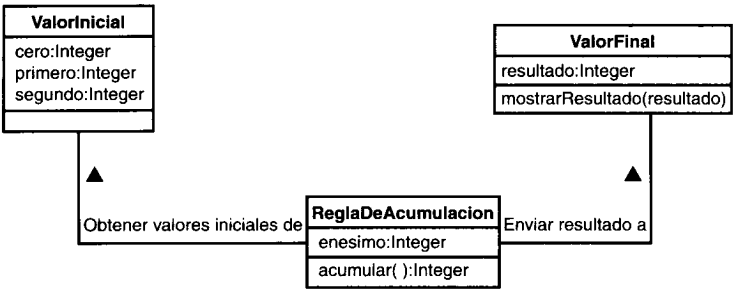 ValorInicial
cero:Integer
primero:Integer
segundo:Integer
ValorFinal
resultado:Integer
mostrarResultado(resultado)
Obtener valores iniciales de
ReglaDeAcumulacion
enesimo:Integer
acumular( ):Integer
Enviar resultado a